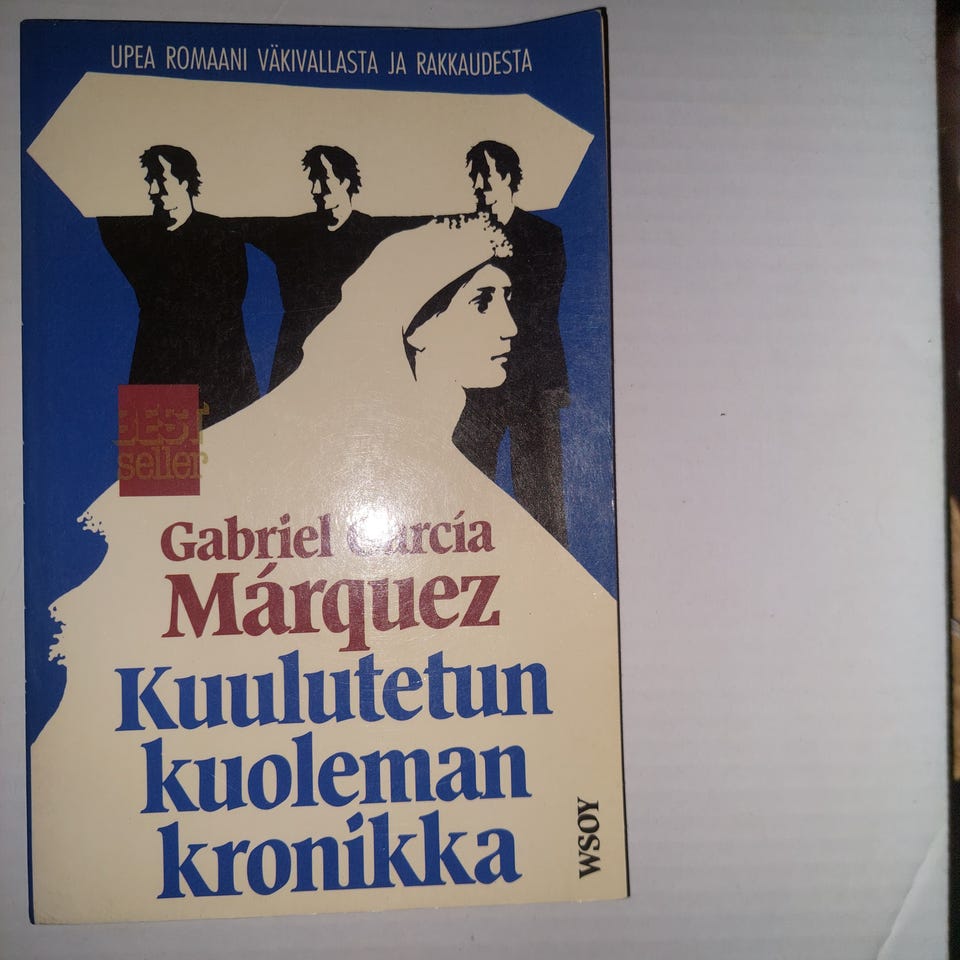 UPEA ROMAANI VÄKIVALLASTA JA RAKKAUDESTA
BEST
seller
Gabriel García
Márquez
Kuulutetun
kuoleman
kronikka
WSOY